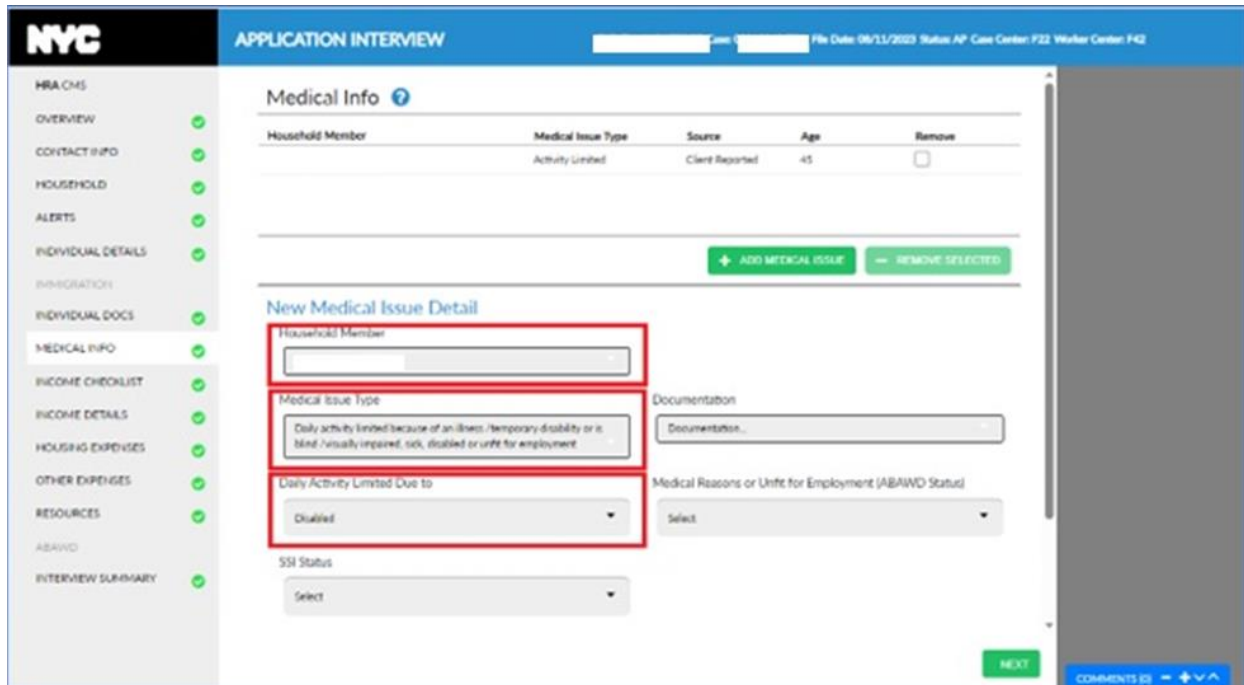 NYC
APPLICATION INTERVIEW
File Date: 08/11/2023 Status: AP Case Center: F22 Worker Center: F42
HRA CMS
OVERVIEW
CONTACT INFO
HOUSEHOLD
ALERTS
INDIVIDUAL DETAILS
IMMIGRATION
INDIVIDUAL DOCS
MEDICAL INFO
INCOME CHECKLIST
INCOME DETAILS
HOUSING EXPENSES
OTHER EXPENSES
RESOURCES
ABAWD
INTERVIEW SUMMARY
Medical Info ?
Household Member Medical Issue Type Source Age Remove
Activity Limited Client Reported 45
+ ADD MEDICAL ISSUE
− REMOVE SELECTED
New Medical Issue Detail
Household Member
Medical Issue Type
Daily activity limited because of an illness /temporary disability or is
blind /visually impaired, sick, disabled or unfit for employment
Documentation
Documentation...
Daily Activity Limited Due to
Disabled
Medical Reasons or Unfit for Employment (ABAWD Status)
Select
SSI Status
Select
NEXT
COMMENTS (0)